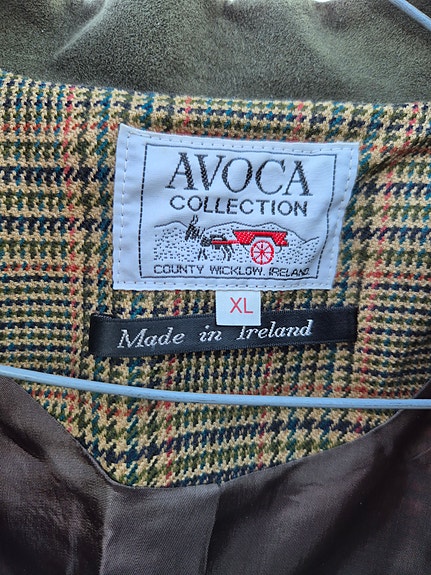 AVOCA
COLLECTION
COUNTY WICKLOW. IRELAND
XL
Made in Ireland